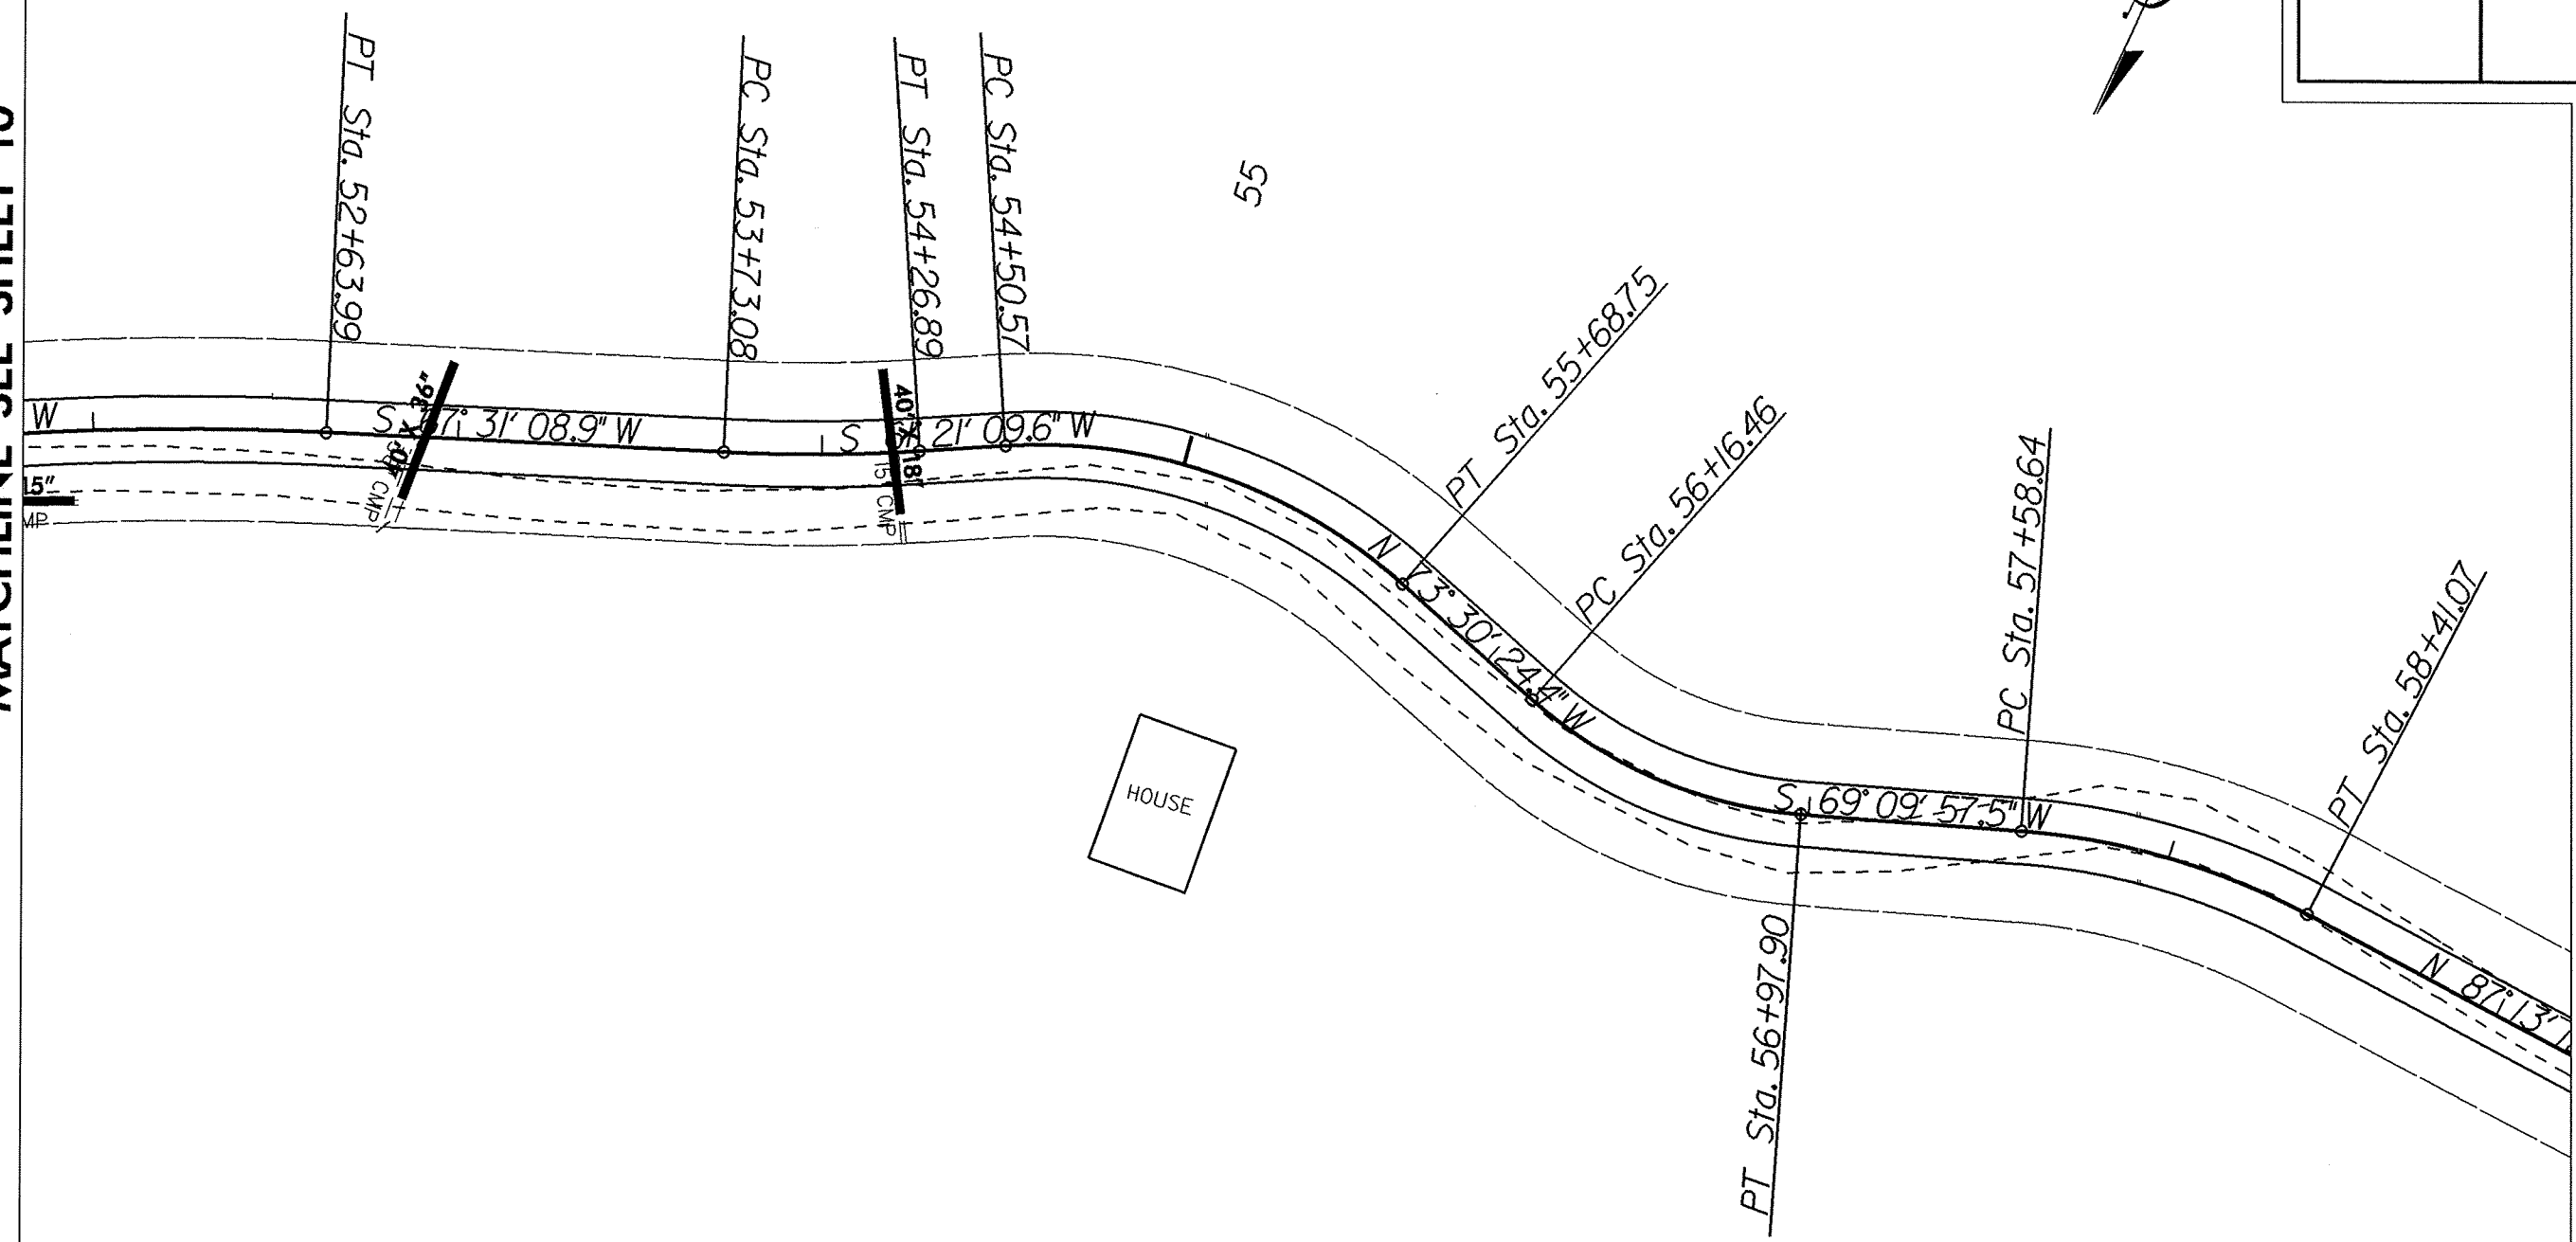 PT Sta. 52+63.99
PC Sta. 53+73.08
PT Sta. 54+26.89
PC Sta. 54+50.57
55
PT Sta. 55+68.75
PC Sta. 56+16.46
PC Sta. 57+58.64
PT Sta. 58+41.07
PT Sta. 56+97.90
W
S 31' 08.9" W
S 21' 09.6" W
N 73° 30' 24.4" W
S 69° 09' 57.5" W
N 87° 13'
40' X 36"
CMP
40' X 18"
15" CMP
15"
MP
HOUSE
MATCHLINE SEE SHEET